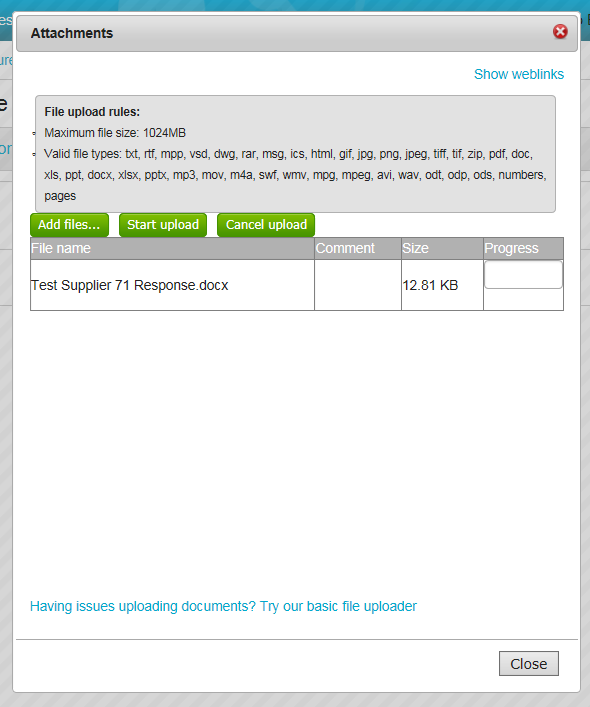 Attachments
Show weblinks
File upload rules:
Maximum file size: 1024MB
Valid file types: txt, rtf, mpp, vsd, dwg, rar, msg, ics, html, gif, jpg, png, jpeg, tiff, tif, zip, pdf, doc,
xls, ppt, docx, xlsx, pptx, mp3, mov, m4a, swf, wmv, mpg, mpeg, avi, wav, odt, odp, ods, numbers,
pages
Add files... Start upload Cancel upload
File name Comment Size Progress
Test Supplier 71 Response.docx 12.81 KB
Having issues uploading documents? Try our basic file uploader
Close